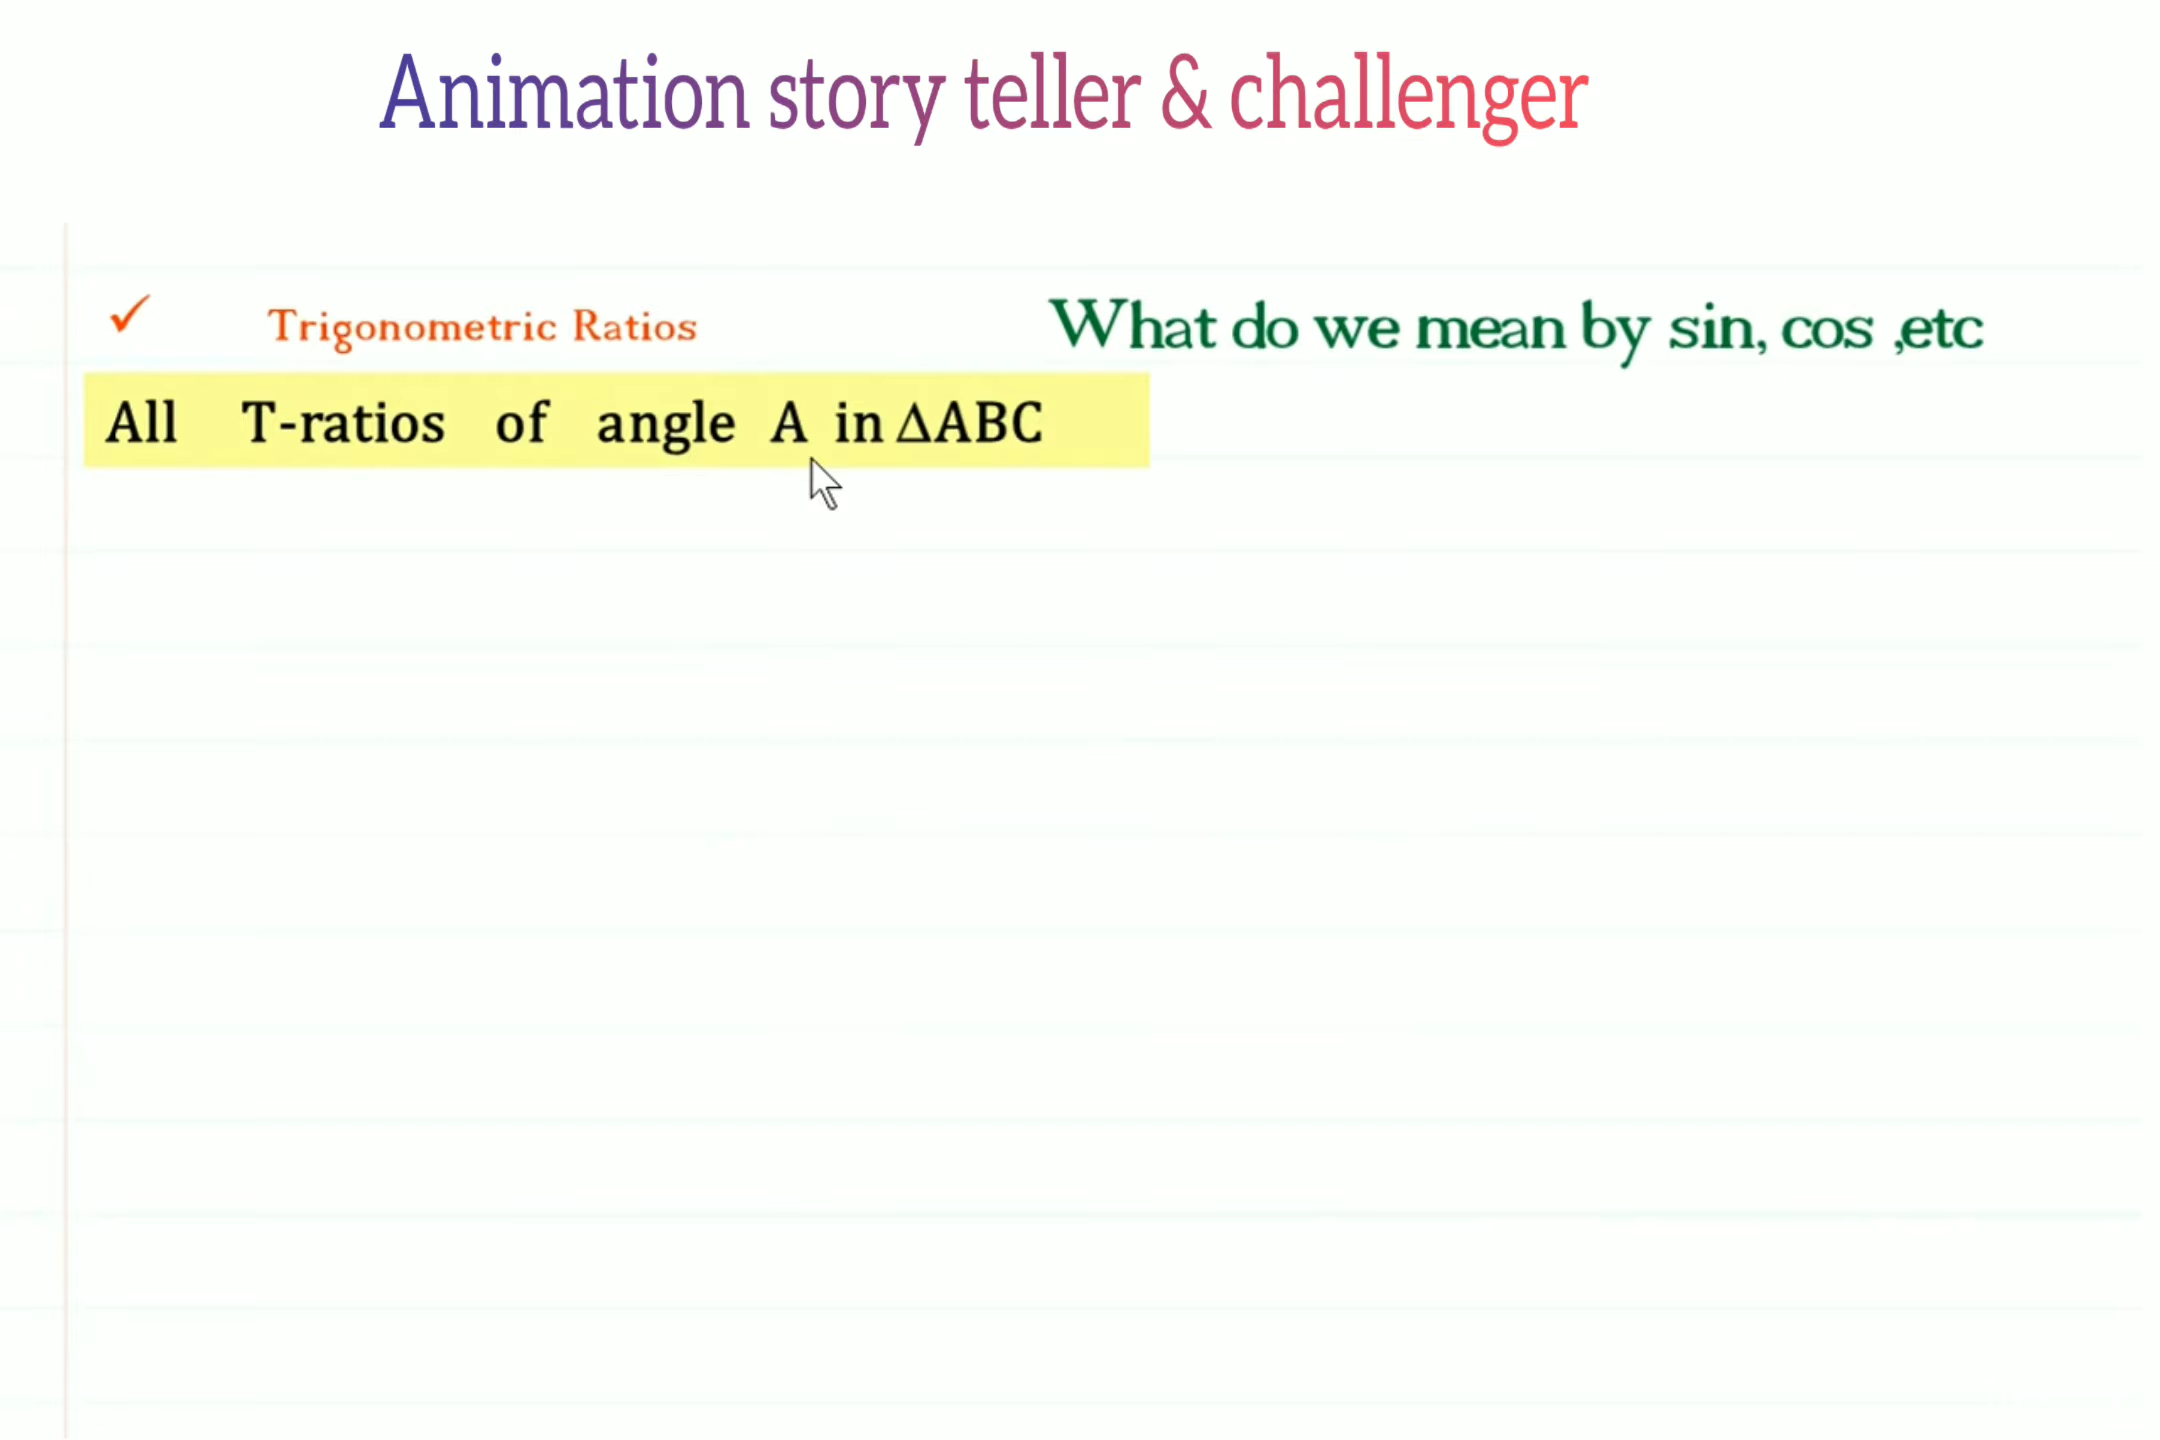 Animation story teller & challenger
✓ Trigonometric Ratios
What do we mean by sin, cos ,etc
All T-ratios of angle A in ΔABC